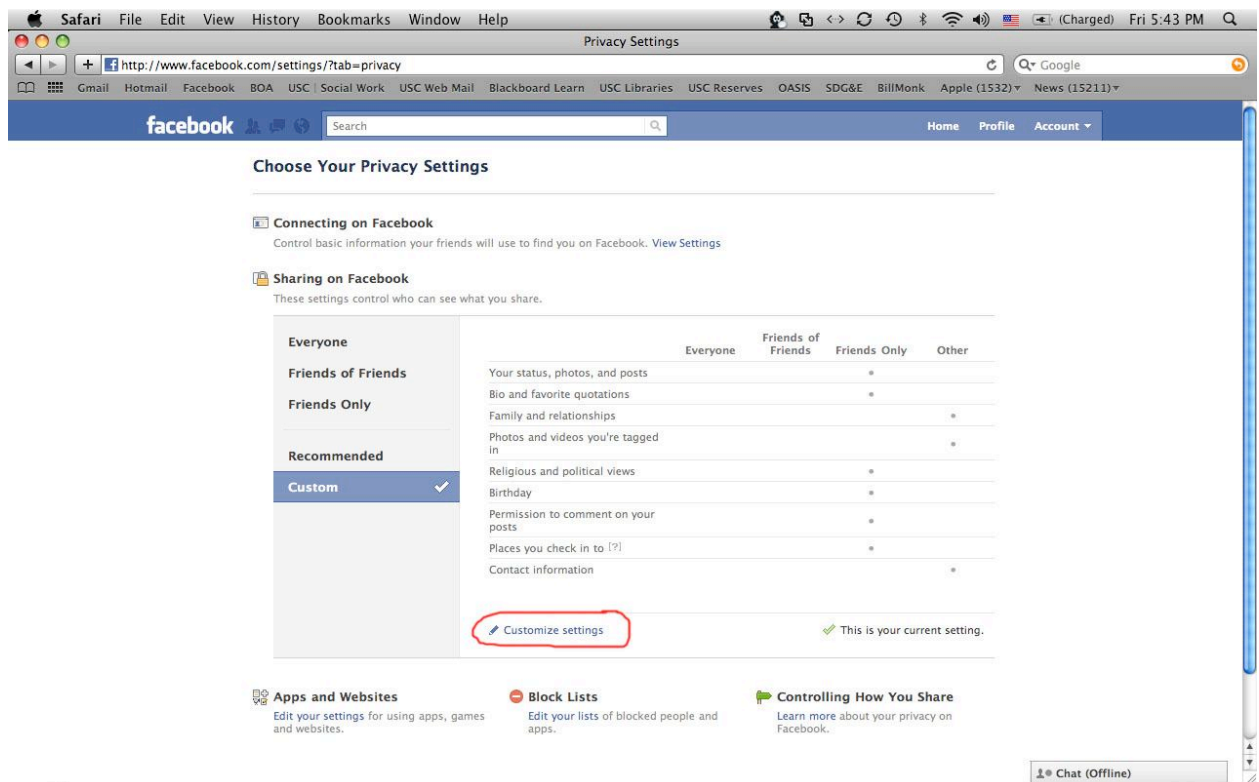 Safari File Edit View History Bookmarks Window Help (Charged) Fri 5:43 PM
Privacy Settings
http://www.facebook.com/settings/?tab=privacy Google
Gmail Hotmail Facebook BOA USC | Social Work USC Web Mail Blackboard Learn USC Libraries USC Reserves OASIS SDG&E BillMonk Apple (1532) News (15211)
facebook Search Home Profile Account
Choose Your Privacy Settings
Connecting on Facebook
Control basic information your friends will use to find you on Facebook. View Settings
Sharing on Facebook
These settings control who can see what you share.
Everyone
Friends of Friends
Friends Only
Recommended
Custom
Everyone Friends of Friends Friends Only Other
Your status, photos, and posts
Bio and favorite quotations
Family and relationships
Photos and videos you're tagged
in
Religious and political views
Birthday
Permission to comment on your
posts
Places you check in to [?]
Contact information
Customize settings This is your current setting.
Apps and Websites
Edit your settings for using apps, games
and websites.
Block Lists
Edit your lists of blocked people and
apps.
Controlling How You Share
Learn more about your privacy on
Facebook.
Chat (Offline)